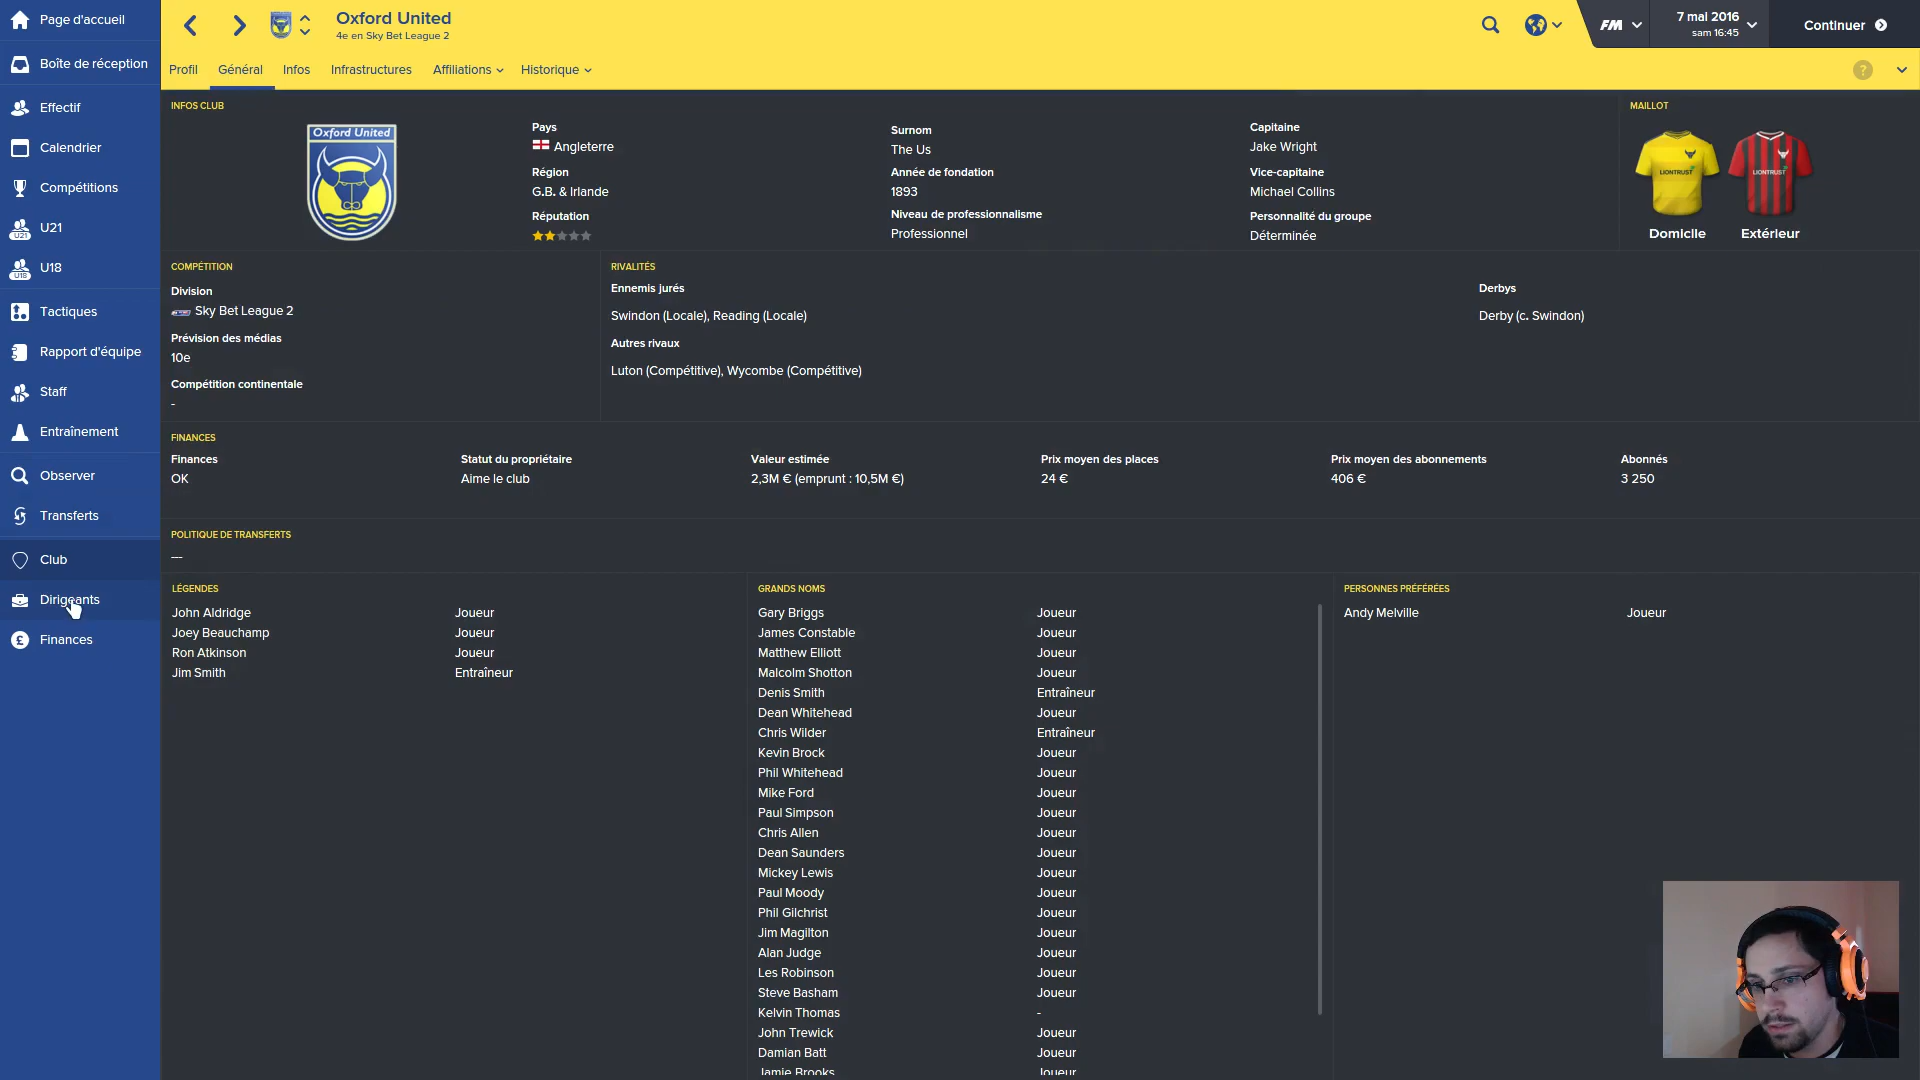 Page d'accueil
Boîte de réception
Effectif
Calendrier
Compétitions
U21
U18
Tactiques
Rapport d'équipe
Staff
Entraînement
Observer
Transferts
Club
Dirigeants
Finances
Oxford United
4e en Sky Bet League 2
FM
7 mai 2016
sam 16:45
Continuer
Profil Général Infos Infrastructures Affiliations Historique
?
INFOS CLUB
Oxford United
Pays
Angleterre
Région
G.B. & Irlande
Réputation
Surnom
The Us
Année de fondation
1893
Niveau de professionnalisme
Professionnel
Capitaine
Jake Wright
Vice-capitaine
Michael Collins
Personnalité du groupe
Déterminée
MAILLOT
LIONTRUST LIONTRUST
Domicile Extérieur
COMPÉTITION
Division
Sky Bet League 2
Prévision des médias
10e
Compétition continentale
-
RIVALITÉS
Ennemis jurés
Swindon (Locale), Reading (Locale)
Autres rivaux
Luton (Compétitive), Wycombe (Compétitive)
Derbys
Derby (c. Swindon)
FINANCES
Finances
OK
Statut du propriétaire
Aime le club
Valeur estimée
2,3M € (emprunt : 10,5M €)
Prix moyen des places
24 €
Prix moyen des abonnements
406 €
Abonnés
3 250
POLITIQUE DE TRANSFERTS
---
LÉGENDES
John Aldridge Joueur
Joey Beauchamp Joueur
Ron Atkinson Joueur
Jim Smith Entraîneur
GRANDS NOMS
Gary Briggs Joueur
James Constable Joueur
Matthew Elliott Joueur
Malcolm Shotton Joueur
Denis Smith Entraîneur
Dean Whitehead Joueur
Chris Wilder Entraîneur
Kevin Brock Joueur
Phil Whitehead Joueur
Mike Ford Joueur
Paul Simpson Joueur
Chris Allen Joueur
Dean Saunders Joueur
Mickey Lewis Joueur
Paul Moody Joueur
Phil Gilchrist Joueur
Jim Magilton Joueur
Alan Judge Joueur
Les Robinson Joueur
Steve Basham Joueur
Kelvin Thomas -
John Trewick Joueur
Damian Batt Joueur
Jamie Brooks Joueur
PERSONNES PRÉFÉRÉES
Andy Melville Joueur